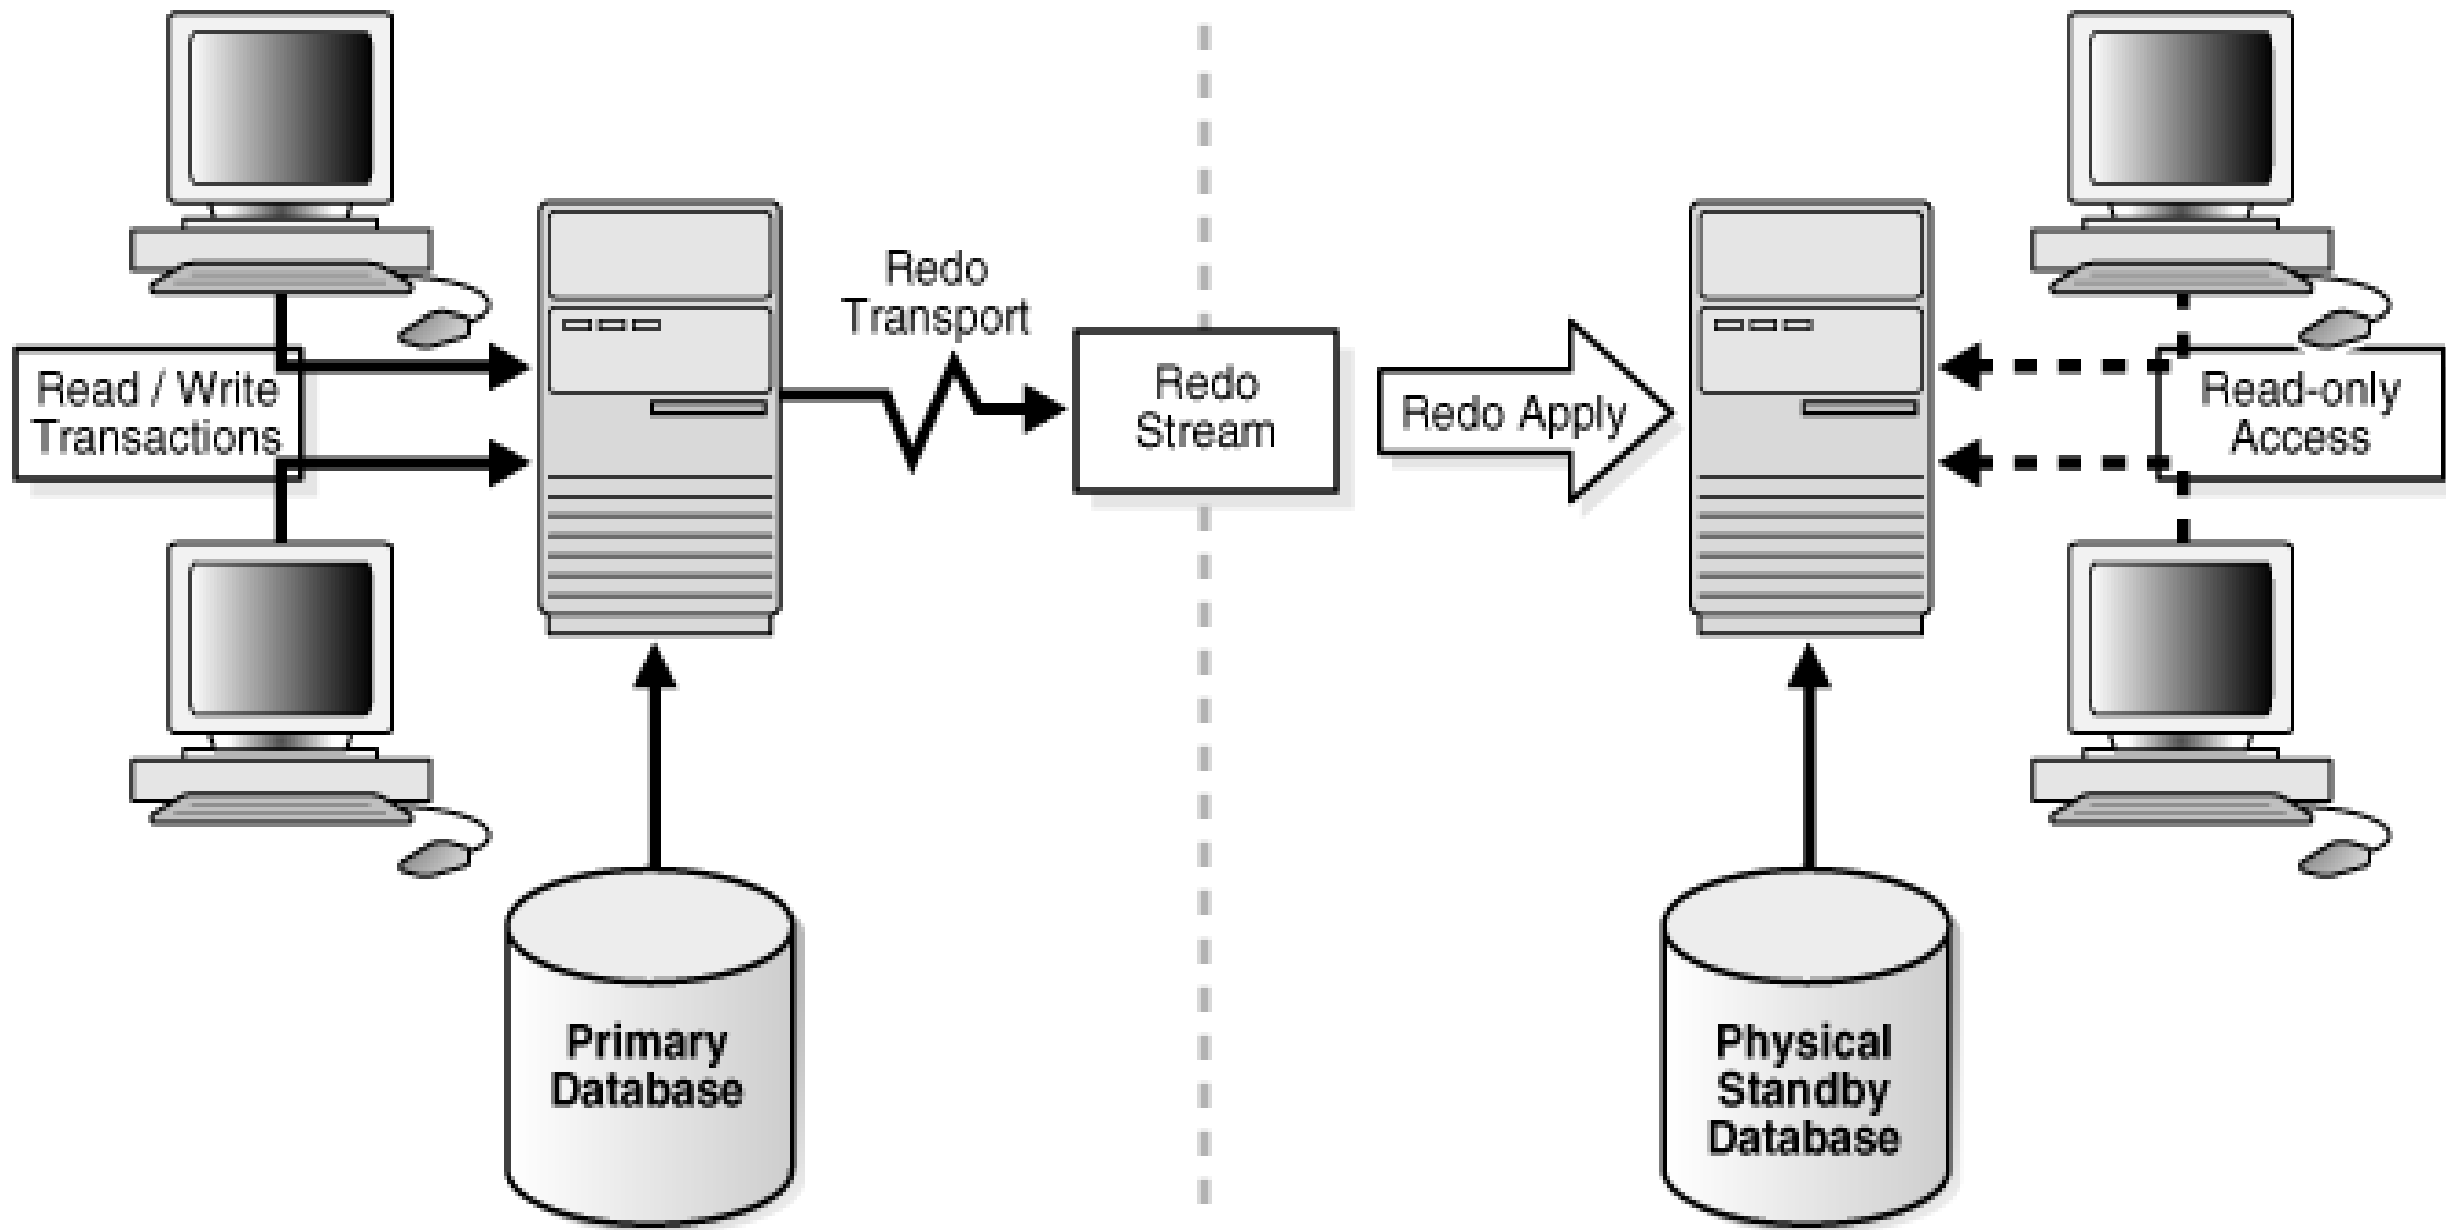 Read / Write
Transactions
Redo
Transport
Redo
Stream
Redo Apply
Read-only
Access
Primary
Database
Physical
Standby
Database